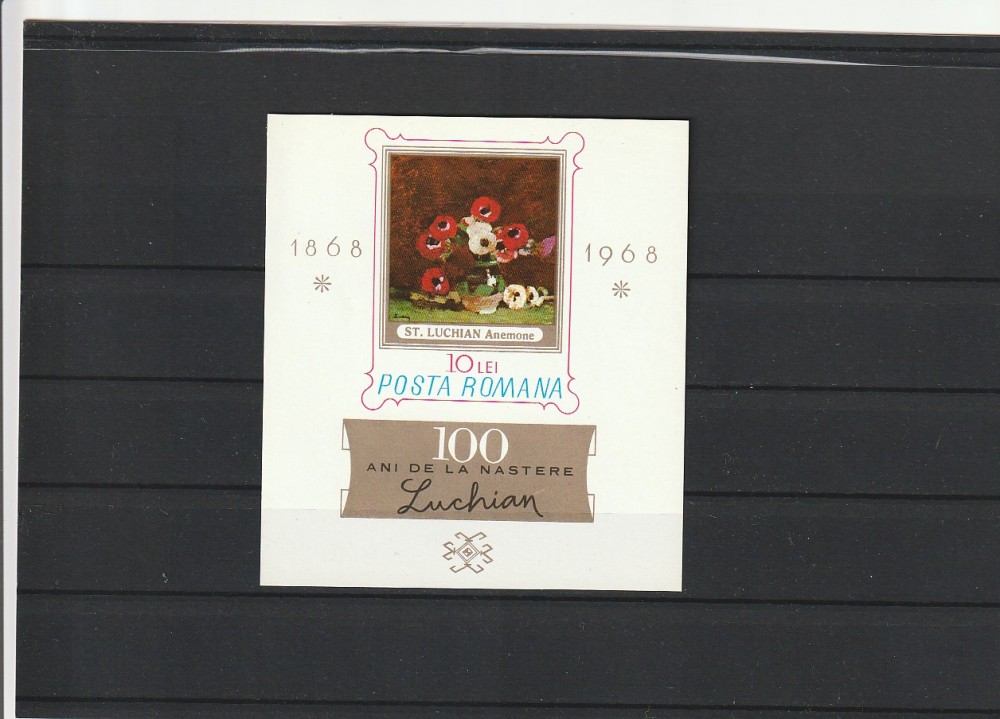 1868
1968
ST. LUCHIAN Anemone
10 LEI
POSTA ROMANA
100
ANI DE LA NASTERE
Luchian